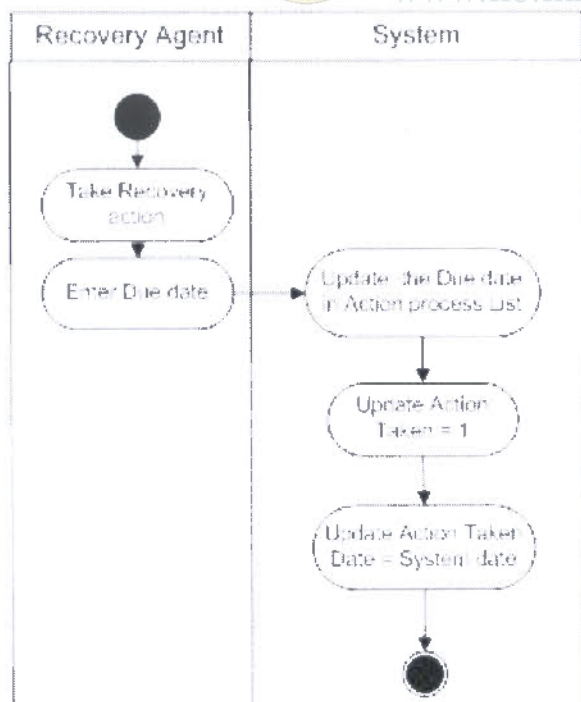 Recovery Agent
System
Take Recovery
action
Enter Due date
Update the Due date
in Action process List
Update Action
Taken = 1
Update Action Taken
Date = System date